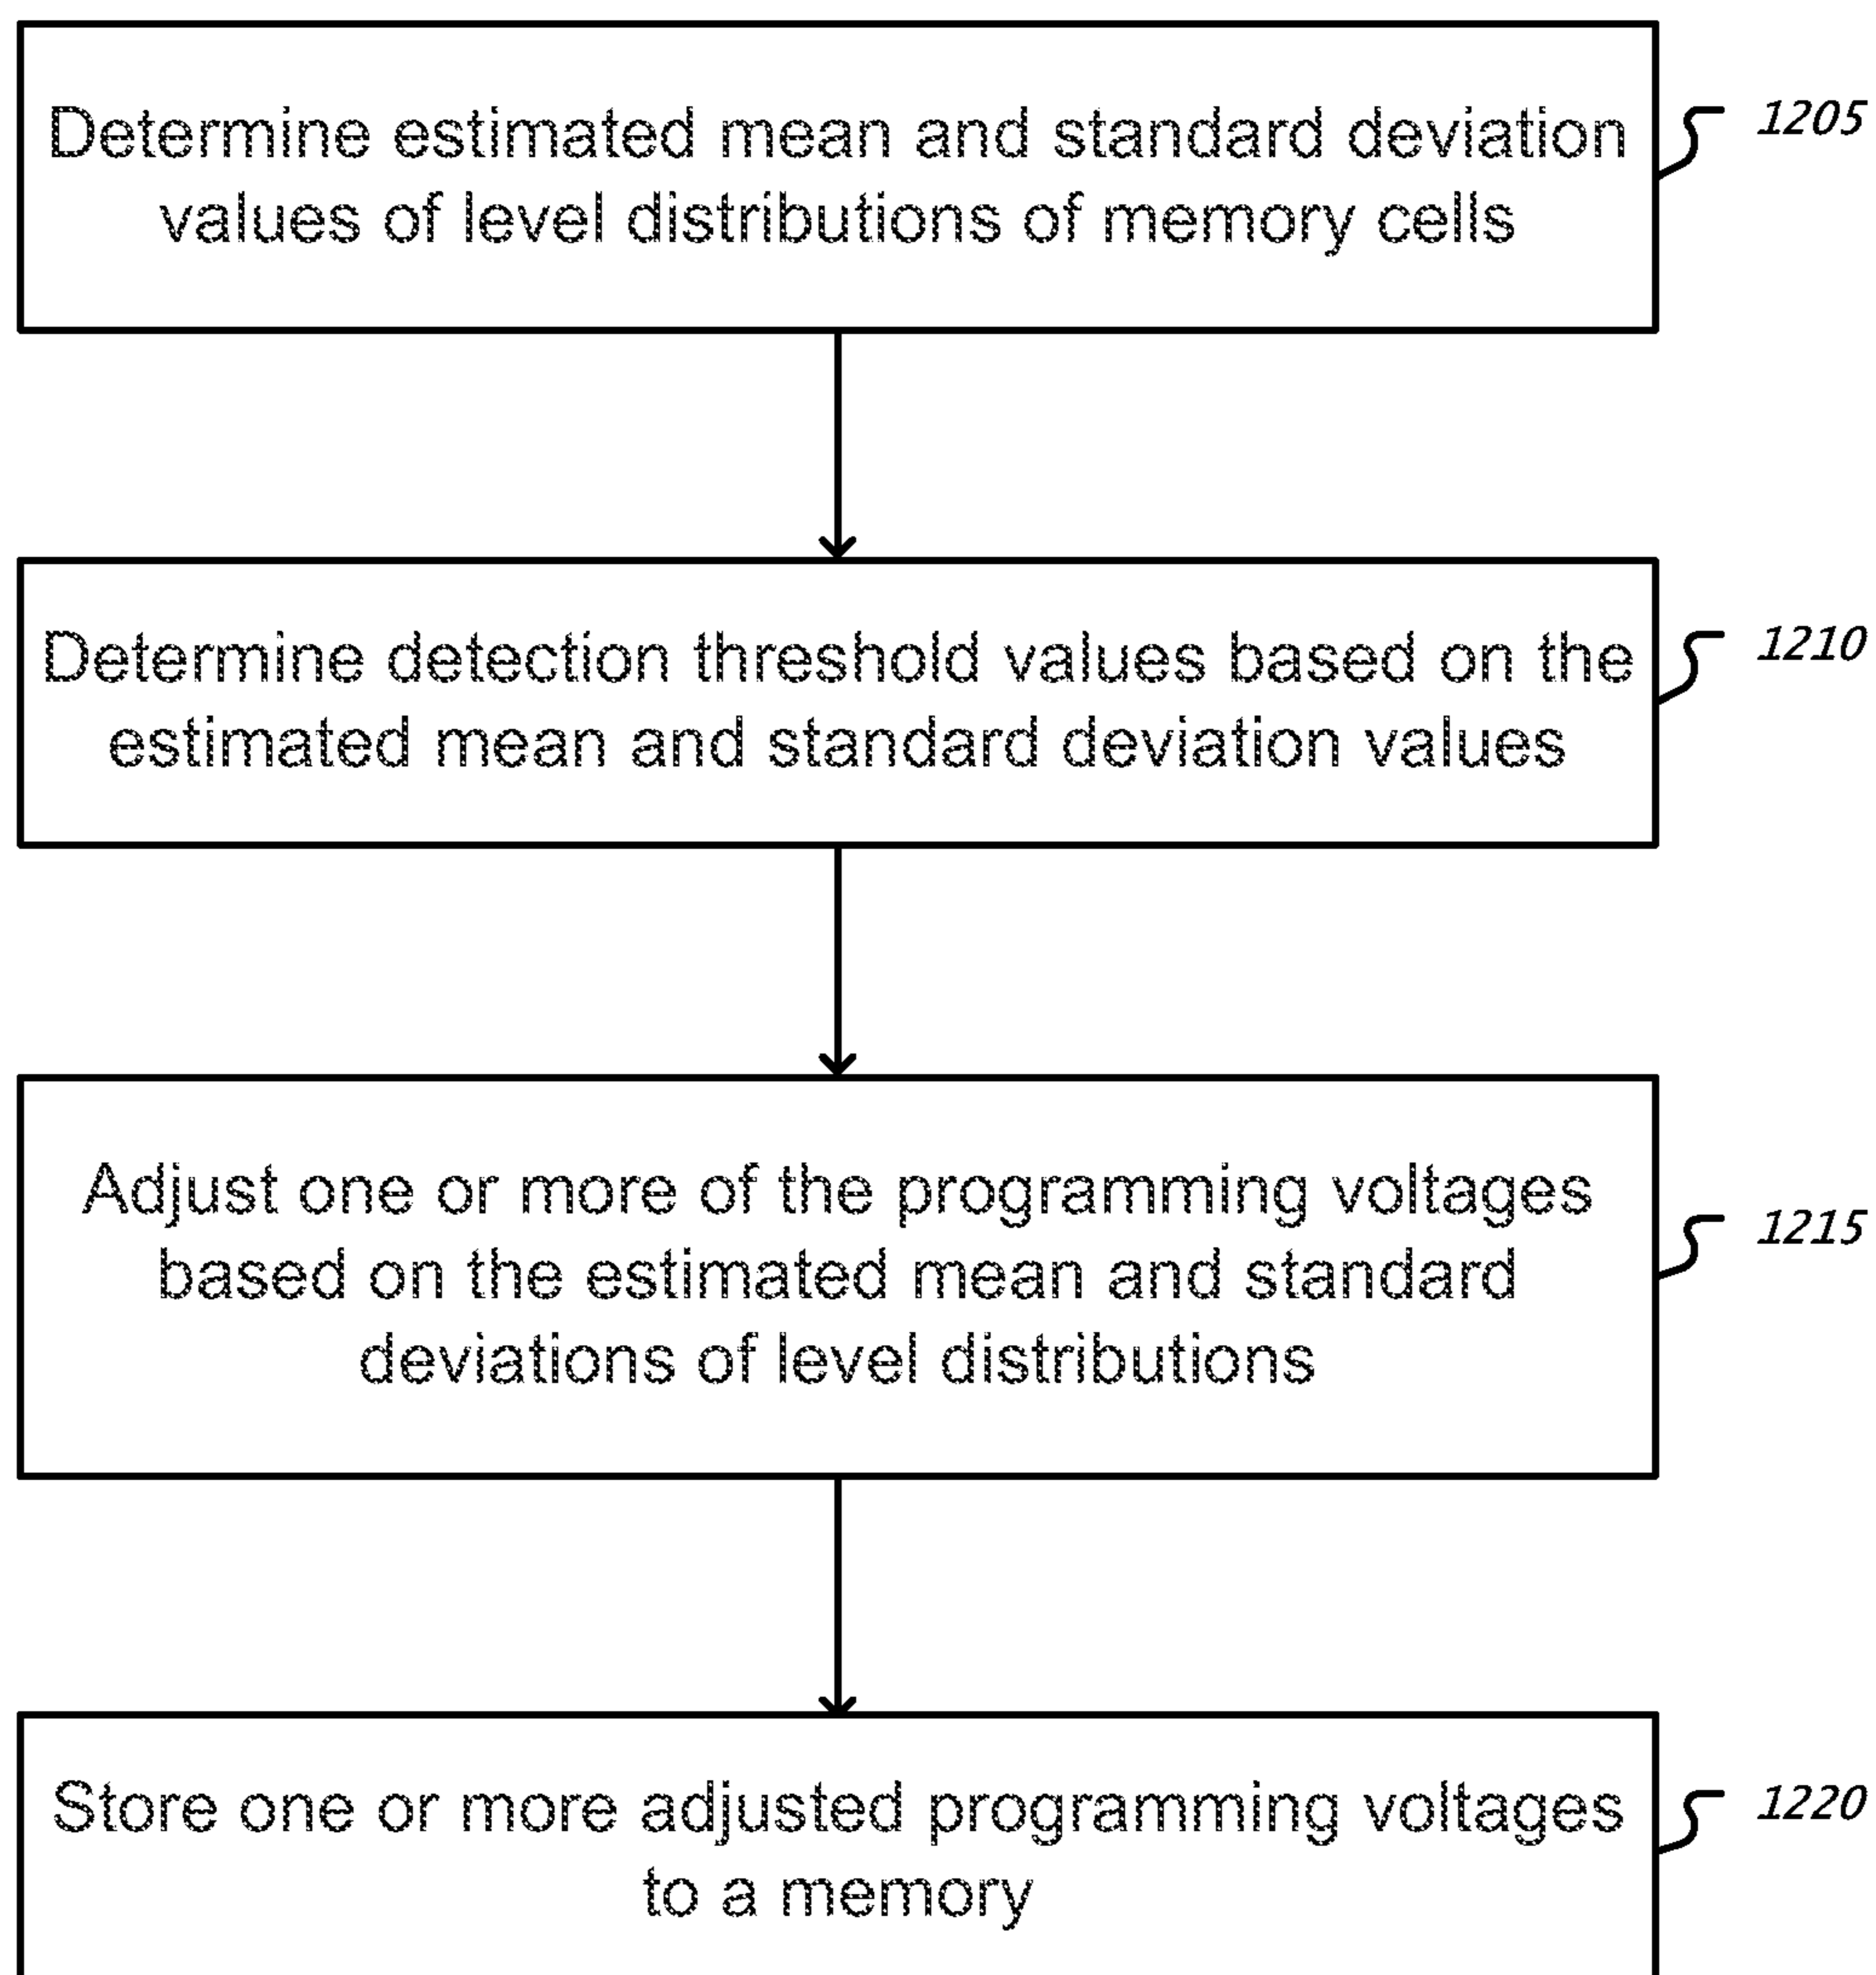 Determine estimated mean and standard deviation
values of level distributions of memory cells
1205
Determine detection threshold values based on the
estimated mean and standard deviation values
1210
Adjust one or more of the programming voltages
based on the estimated mean and standard
deviations of level distributions
1215
Store one or more adjusted programming voltages
to a memory
1220